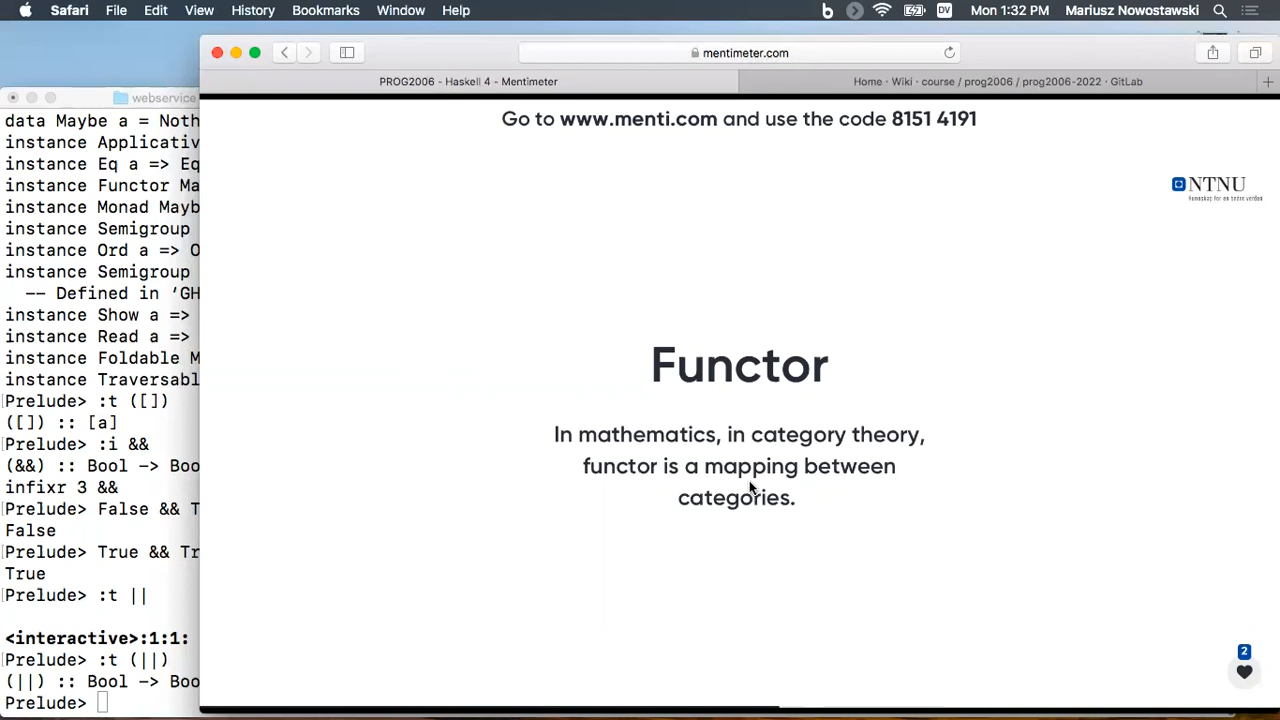 Safari File Edit View History Bookmarks Window Help
DV Mon 1:32 PM Mariusz Nowostawski
mentimeter.com
PROG2006 - Haskell 4 - Mentimeter
Home · Wiki · course / prog2006 / prog2006-2022 · GitLab
webservice
data Maybe a = Noth
instance Applicativ
instance Eq a => Eq
instance Functor Ma
instance Monad Mayb
instance Semigroup
instance Ord a => O
instance Semigroup
-- Defined in ‘GH
instance Show a =>
instance Read a =>
instance Foldable M
instance Traversabl
Prelude> :t ([])
([]) :: [a]
Prelude> :i &&
(&&) :: Bool -> Boo
infixr 3 &&
Prelude> False && T
False
Prelude> True && Tr
True
Prelude> :t ||
<interactive>:1:1:
Prelude> :t (||)
(||) :: Bool -> Boo
Prelude>
Go to www.menti.com and use the code 8151 4191
NTNU
Functor
In mathematics, in category theory,
functor is a mapping between
categories.
2